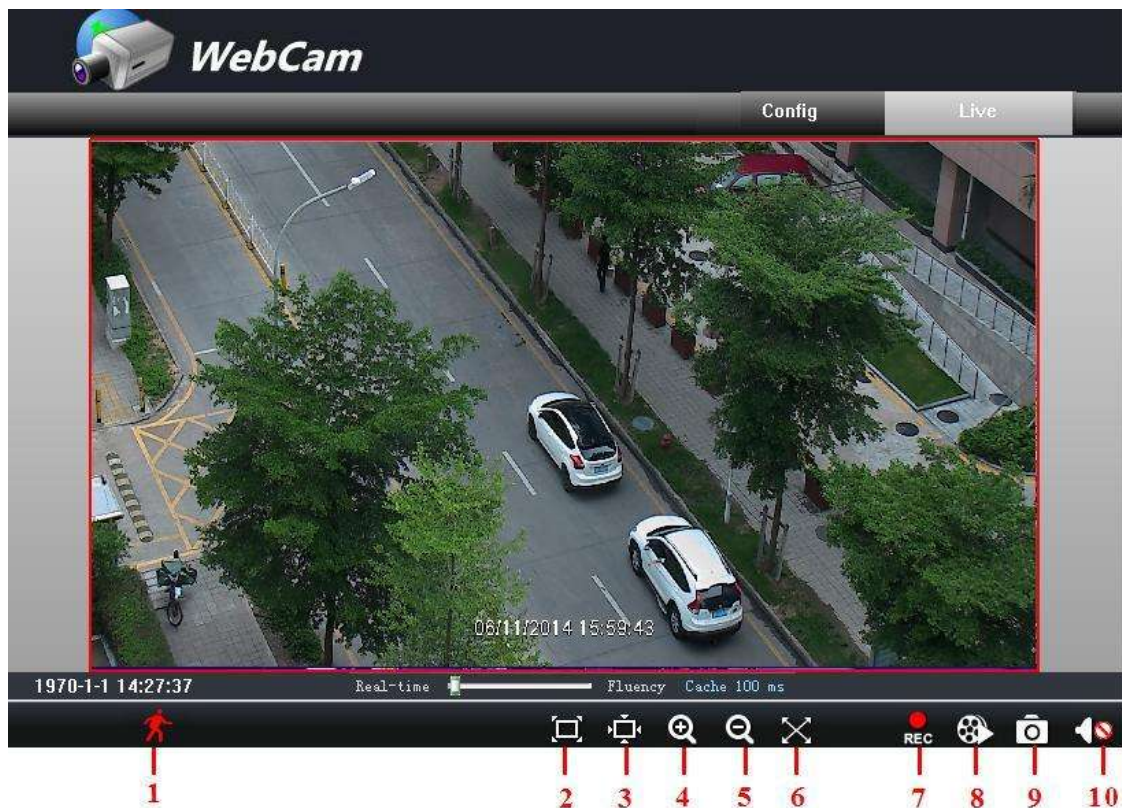 WebCam
Config Live
06/11/2014 15:59:43
1970-1-1 14:27:37 Real-time Fluency Cache 100 ms
REC
1 2 3 4 5 6 7 8 9 10